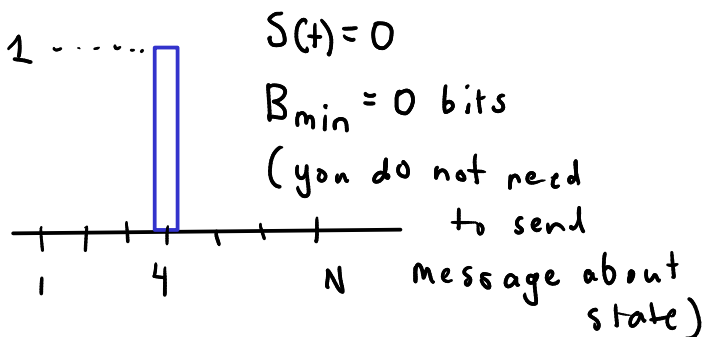 1
S(t) = 0
B min = 0 bits
(you do not need
to send
message about
state)
1 4 N